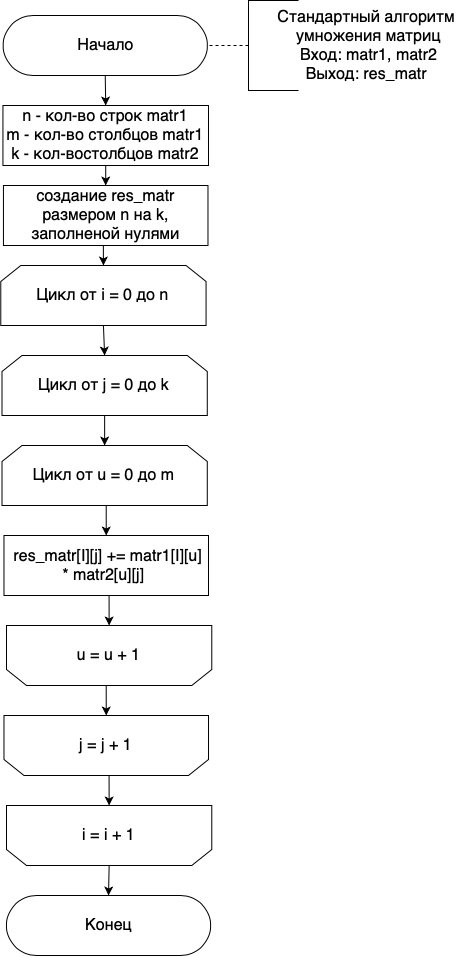 Начало
Стандартный алгоритм
умножения матриц
Вход: matr1, matr2
Выход: res_matr
n - кол-во строк matr1
m - кол-во столбцов matr1
k - кол-востолбцов matr2
создание res_matr
размером n на k,
заполненой нулями
Цикл от i = 0 до n
Цикл от j = 0 до k
Цикл от u = 0 до m
res_matr[I][j] += matr1[I][u]
* matr2[u][j]
u = u + 1
j = j + 1
i = i + 1
Конец